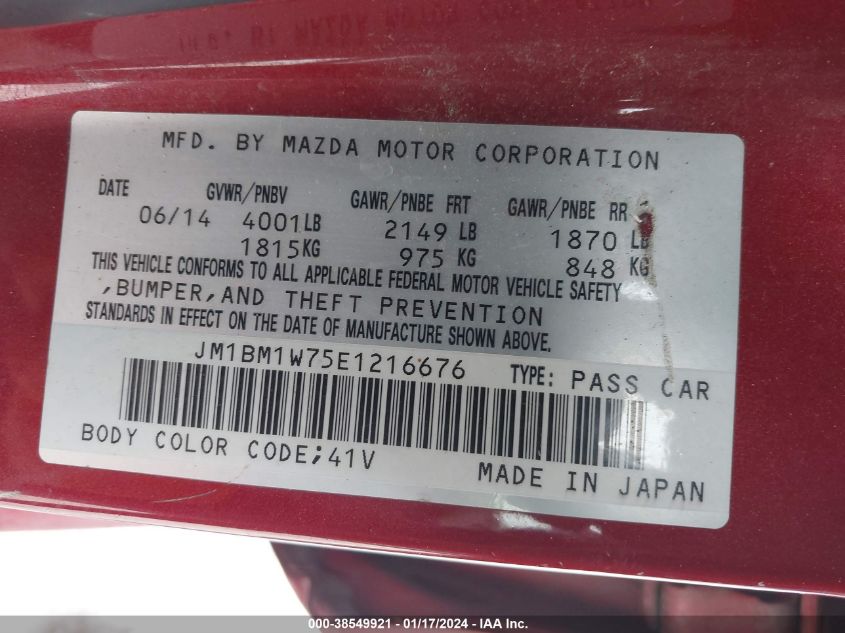 MFD. BY MAZDA MOTOR CORPORATION
DATE GVWR/PNBV GAWR/PNBE FRT GAWR/PNBE RR
06/14 4001LB 2149 LB 1870 LB
1815KG 975 KG 848 KG
THIS VEHICLE CONFORMS TO ALL APPLICABLE FEDERAL MOTOR VEHICLE SAFETY
,BUMPER,AND THEFT PREVENTION
STANDARDS IN EFFECT ON THE DATE OF MANUFACTURE SHOWN ABOVE.
JM1BM1W75E1216676 TYPE: PASS CAR
BODY COLOR CODE;41V
MADE IN JAPAN
000-38549921 - 01/17/2024 - IAA Inc.